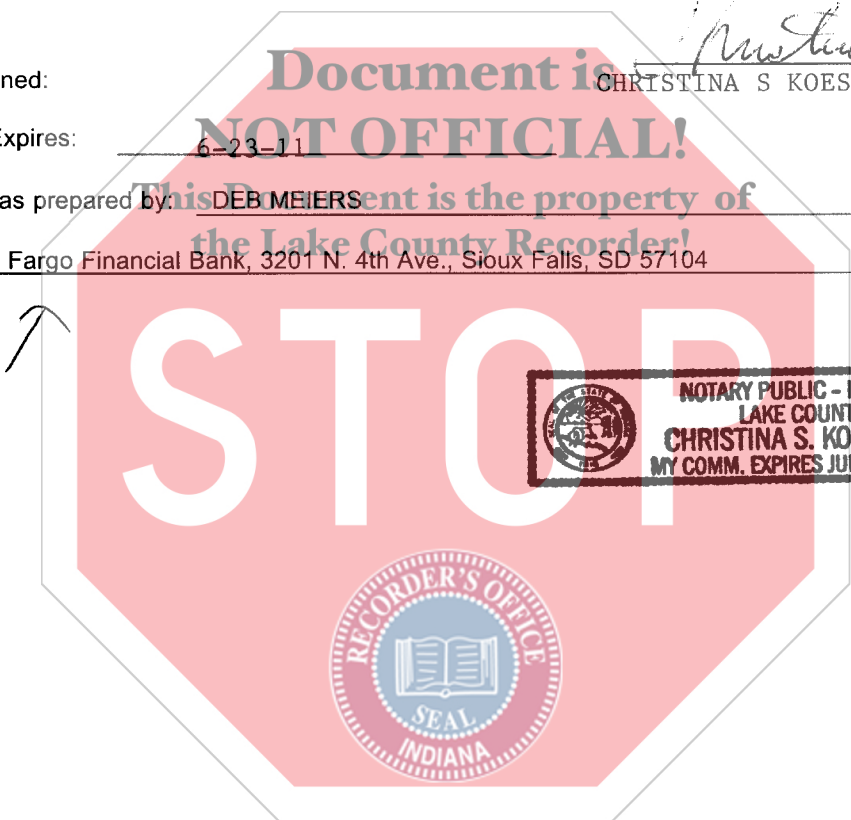 Document is
ned:
CHRISTINA S KOES
NOT OFFICIAL!
Expires: 6-23-11
This Document is the property of
as prepared by: DEB MEIERS
the Lake County Recorder!
Fargo Financial Bank, 3201 N. 4th Ave., Sioux Falls, SD 57104
STOP
NOTARY PUBLIC -
LAKE COUNT
CHRISTINA S. KO
MY COMM. EXPIRES JU
RECORDER'S OFFICE
SEAL
INDIANA